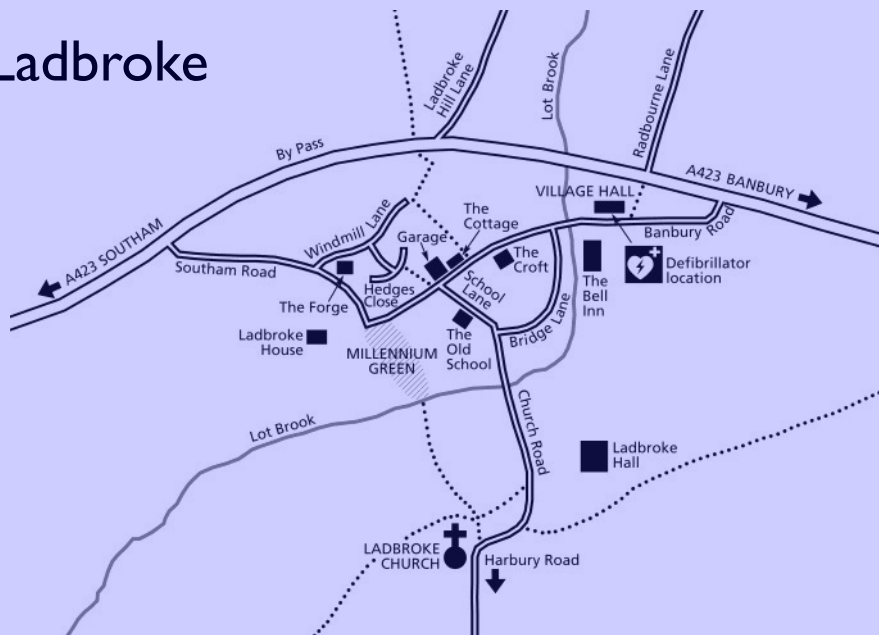 Ladbroke
Ladbroke
Hill Lane
Lot Brook
Radbourne Lane
By Pass
A423 BANBURY
VILLAGE HALL
The
Cottage
Windmill Lane
Garage
Banbury
Road
A423 SOUTHAM
Southam Road
The
Croft
Defibrillator
location
School
Lane
Hedges
Close
The Forge
The
Bell
Inn
Bridge Lane
Ladbroke
House
The
Old
School
MILLENNIUM
GREEN
Church Road
Lot Brook
Ladbroke
Hall
LADBROKE
CHURCH
Harbury Road